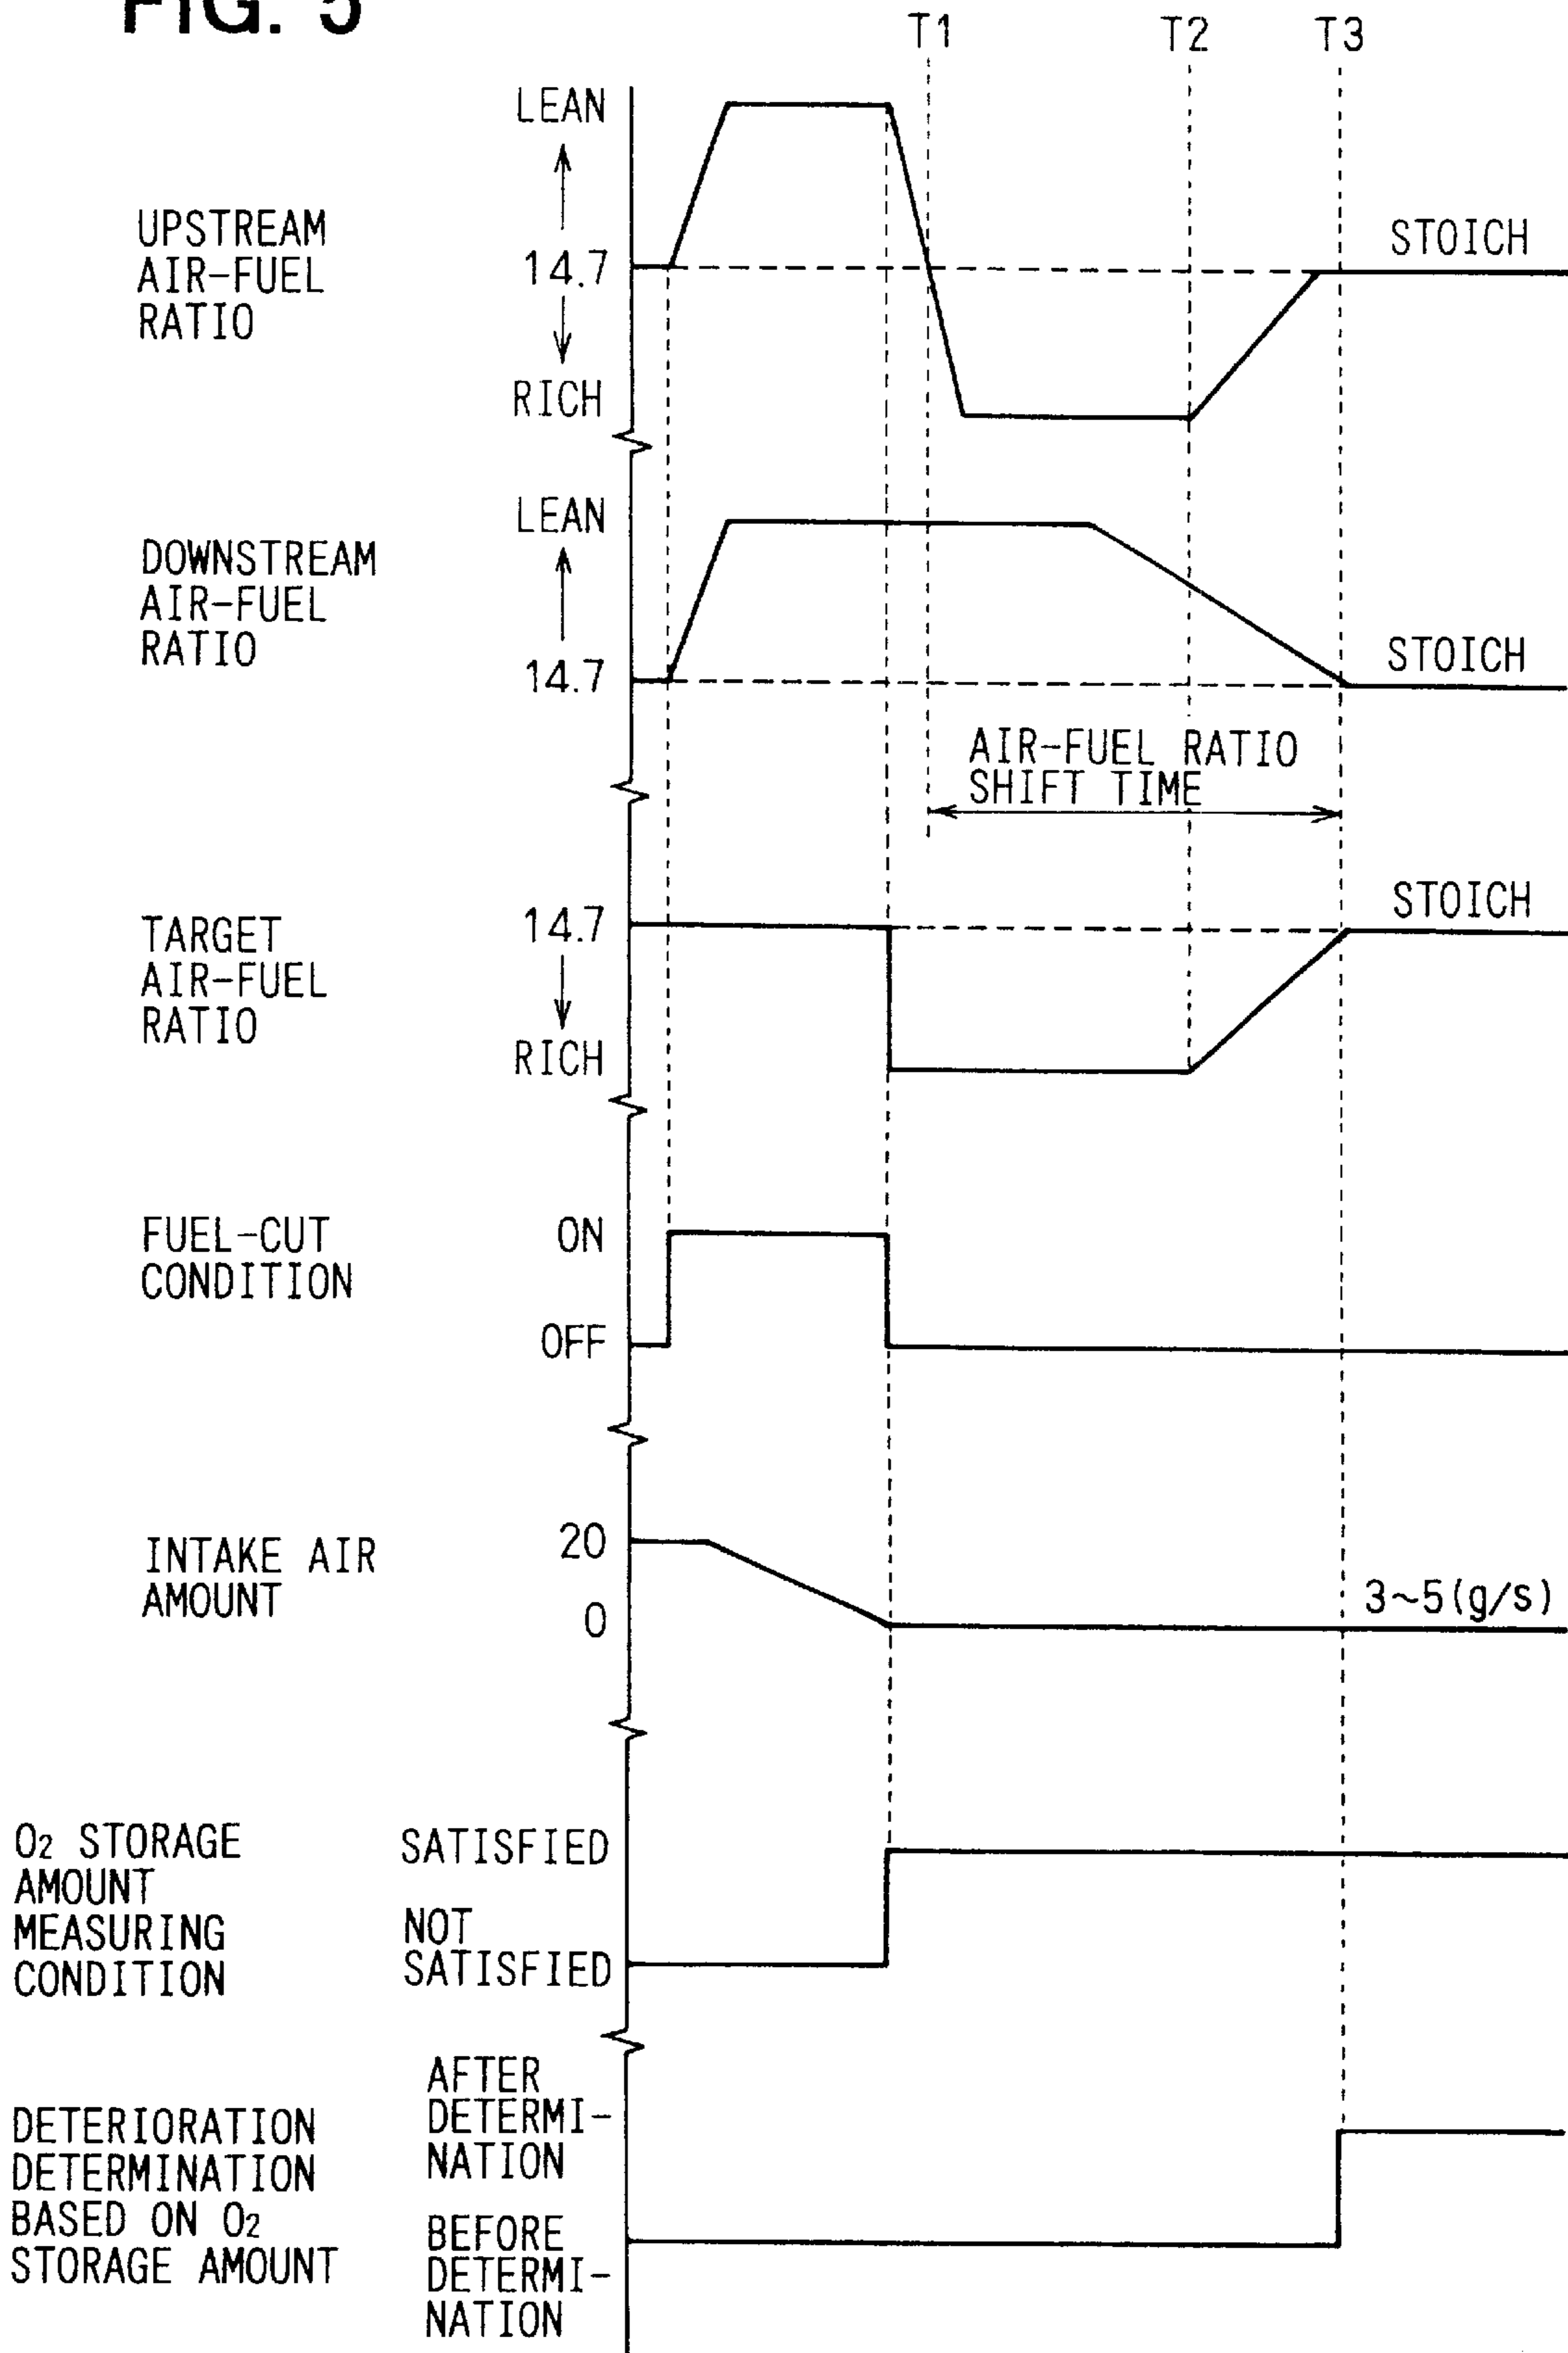 FIG. 5
T1 T2 T3
LEAN
UPSTREAM
AIR-FUEL
RATIO
14.7
STOICH
RICH
LEAN
DOWNSTREAM
AIR-FUEL
RATIO
14.7
STOICH
AIR-FUEL RATIO
SHIFT TIME
TARGET
AIR-FUEL
RATIO
14.7
STOICH
RICH
FUEL-CUT
CONDITION
ON
OFF
INTAKE AIR
AMOUNT
20
0
3~5(g/s)
O2 STORAGE
AMOUNT
MEASURING
CONDITION
SATISFIED
NOT
SATISFIED
DETERIORATION
DETERMINATION
BASED ON O2
STORAGE AMOUNT
AFTER
DETERMI-
NATION
BEFORE
DETERMI-
NATION